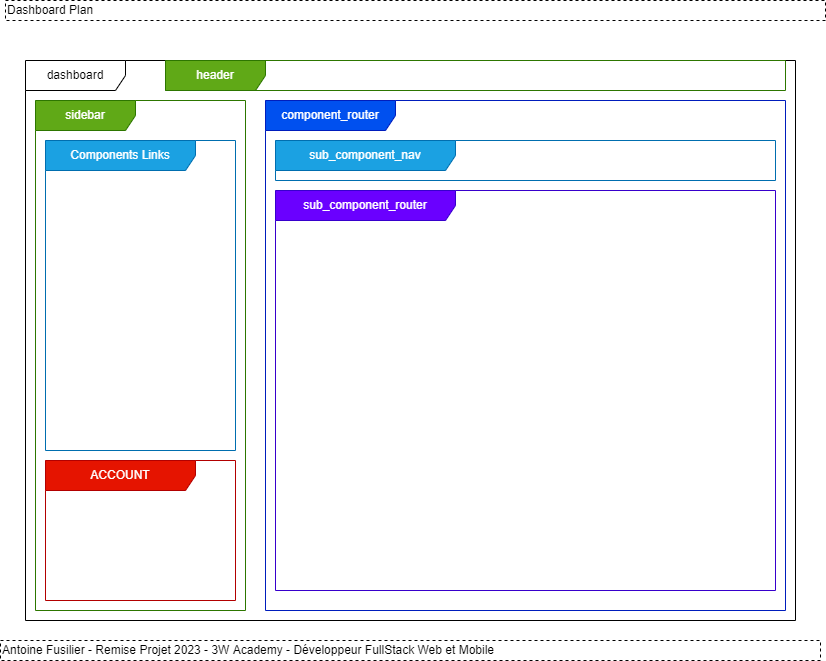 Dashboard Plan
dashboard
header
sidebar
component_router
Components Links
sub_component_nav
sub_component_router
ACCOUNT
Antoine Fusilier - Remise Projet 2023 - 3W Academy - Développeur FullStack Web et Mobile